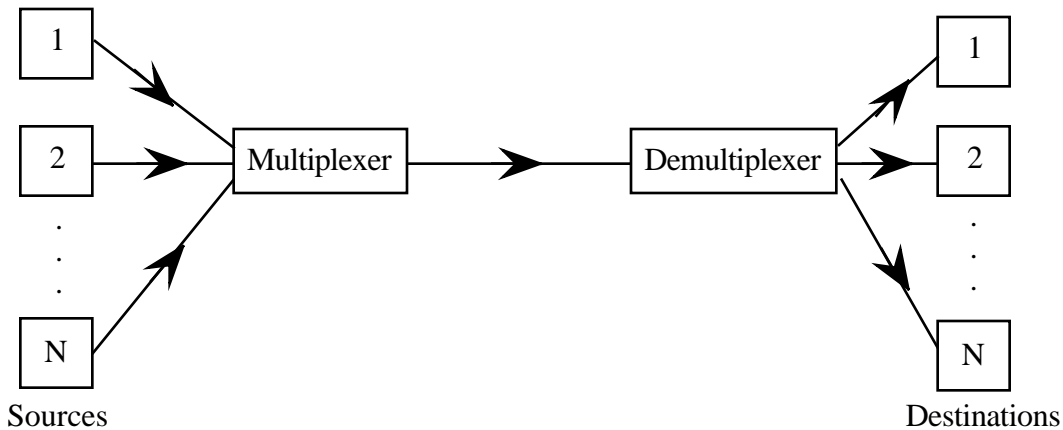 1
1
2
Multiplexer
Demultiplexer
2
.
.
.
.
.
.
N
N
Sources
Destinations